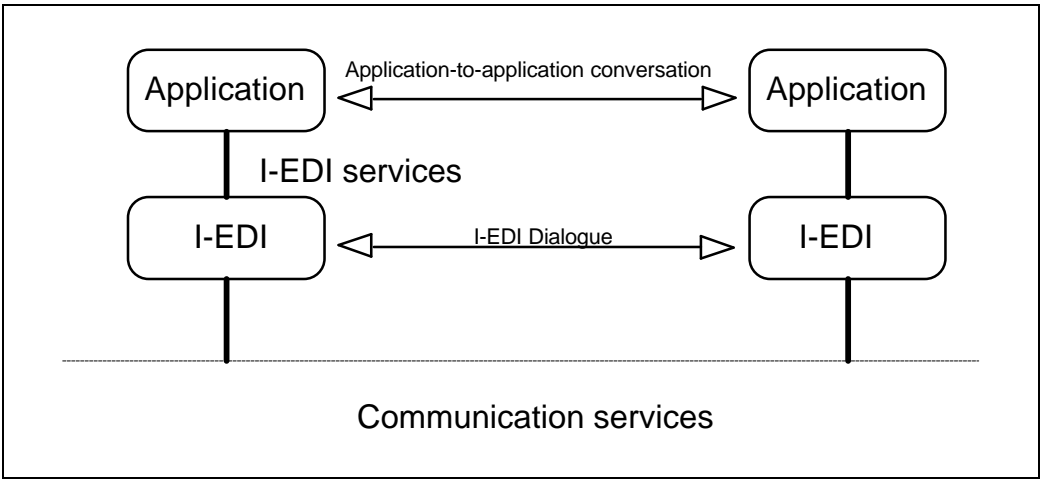 Application-to-application conversation
Application
Application
I-EDI services
I-EDI
I-EDI Dialogue
I-EDI
Communication services